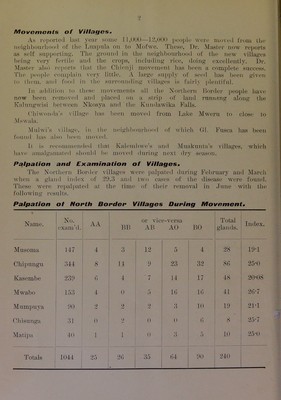 2
Movements of Villages.
As reported last year some 11,000—12,000 people were moved from the
neighbourhood of the Luapula on to Mofwe. These, Dr. Master now reports
as self supporting. The ground in the neighbourhood of the new villages
being very fertile and the crops, including rice, doing excellently. Dr.
Master also reports that the Chienji movement has been a complete success.
The people complain very little. A large supply of seed has been given
to them, and food in the surrounding villages is fairly plentiful.
In addition to these movements all the Northern Border people have
now been removed and placed on a strip of land running along the
Kalungwisi between Nkosya and the Kundawika Falls.
Chiwonda's village has been moved from Lake Mweru to close to
Mewala.
Mulwi's village, in the neighbourhood of which Gl. Fusca has been
found has also been moved.
It is recommended that Kalembwe's and Mankunta's villages, which
have amalgamated should be moved during next dry season.
Palpation and Examination of Villages.
The Northern Border villages were palpated during February and March
when a gland index of 29.3 and two cases of the disease were found.
These were repalpated at the time of their removal in June with the
following results.
Palpation of North Border Villages During Movement.
Name. No. exam'd. AA or vice-versa BB AB AO BO Total glands. Index.
Musoma 147 4 3 12 5 4 28 19·1
Chipungu 344 8 14 9 23 32 86 25·0
Kasembe 239 6 4 7 14 17 48 20·08
Mwabo 153 4 0 5 16 16 41 26·7
Mumpuya 90 2 2 2 3 10 19 21·1
Chisunga 31 0 2 0 0 6 8 25·7
Matipa 40 1 1 0 3 5 10 25·0
Totals 1044 25 26 35 64 90 240